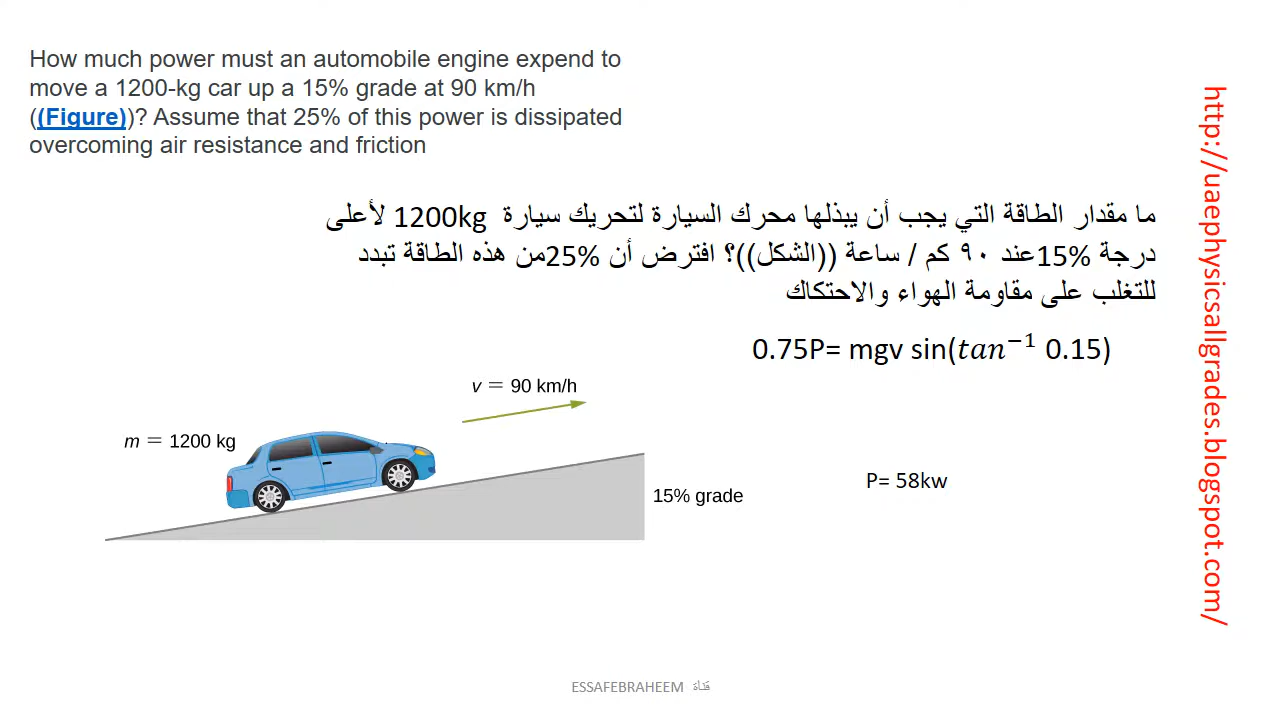 How much power must an automobile engine expend to
move a 1200-kg car up a 15% grade at 90 km/h
((Figure))? Assume that 25% of this power is dissipated
overcoming air resistance and friction
ما مقدار الطاقة التي يجب أن يبذلها محرك السيارة لتحريك سيارة 1200kg لأعلى
درجة 15% عند ٩٠ كم / ساعة ((الشكل))؟ افترض أن 25% من هذه الطاقة تبدد
للتغلب على مقاومة الهواء والاحتكاك
0.75P= mgv sin(tan⁻¹ 0.15)
v = 90 km/h
m = 1200 kg
15% grade
P= 58kw
http://uaephysicsallgrades.blogspot.com/
ESSAFEBRAHEEM قناة